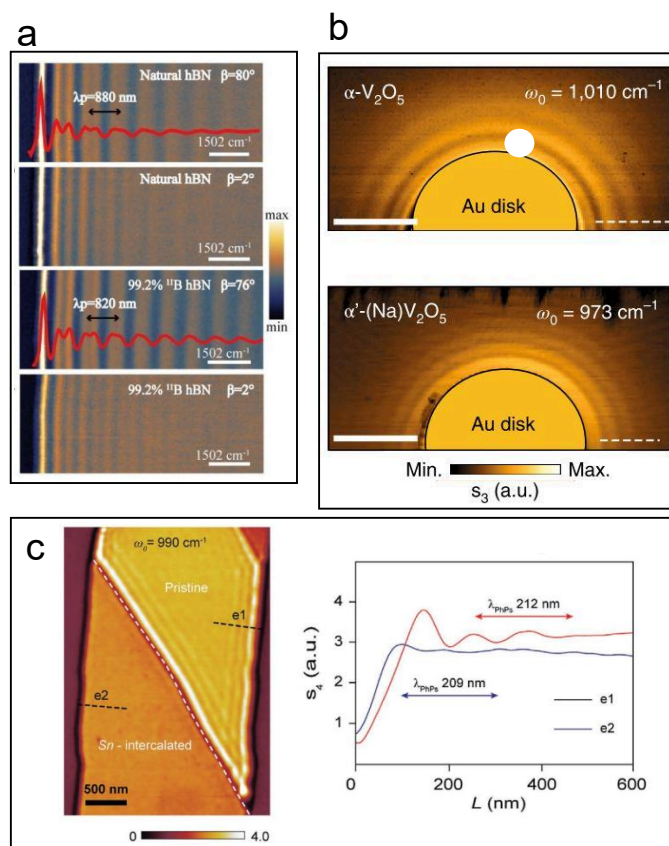 a
Natural hBN β=80°
λp=880 nm
1502 cm⁻¹
Natural hBN β=2°
1502 cm⁻¹
max
min
99.2% ¹¹B hBN β=76°
λp=820 nm
1502 cm⁻¹
99.2% ¹¹B hBN β=2°
1502 cm⁻¹
b
α-V₂O₅ ω₀ = 1,010 cm⁻¹
Au disk
α’-(Na)V₂O₅ ω₀ = 973 cm⁻¹
Au disk
Min. Max.
s₃ (a.u.)
c
ω₀= 990 cm⁻¹
Pristine
e1
e2
Sn - intercalated
500 nm
0 4.0
s₄ (a.u.)
4
3
2
1
λPhPs 212 nm
λPhPs 209 nm
e1
e2
0 200 400 600
L (nm)